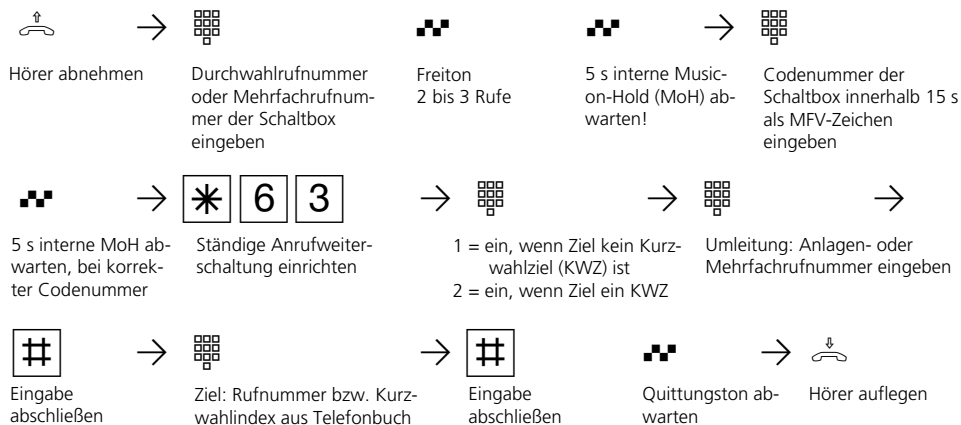 Hörer abnehmen
Durchwahlrufnummer
oder Mehrfachrufnum-
mer der Schaltbox
eingeben
Freiton
2 bis 3 Rufe
5 s interne Music-
on-Hold (MoH) ab-
warten!
Codenummer der
Schaltbox innerhalb 15 s
als MFV-Zeichen
eingeben
* 6 3
5 s interne MoH ab-
warten, bei korrek-
ter Codenummer
Ständige Anrufweiter-
schaltung einrichten
1 = ein, wenn Ziel kein Kurz-
wahlziel (KWZ) ist
2 = ein, wenn Ziel ein KWZ
Umleitung: Anlagen- oder
Mehrfachrufnummer eingeben
#
Eingabe
abschließen
Ziel: Rufnummer bzw. Kurz-
wahlindex aus Telefonbuch
#
Eingabe
abschließen
Quittungston ab-
warten
Hörer auflegen